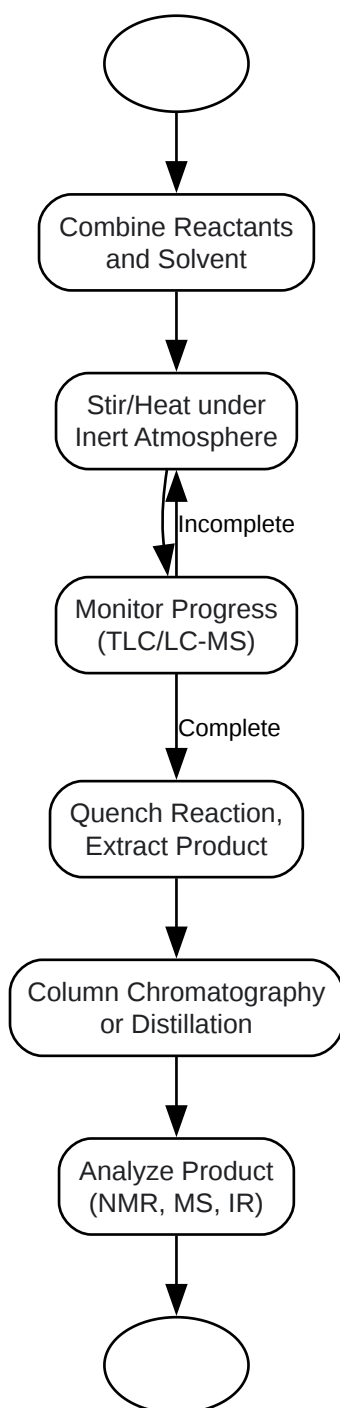 Combine Reactants
and Solvent
Stir/Heat under
Inert Atmosphere
Incomplete
Monitor Progress
(TLC/LC-MS)
Complete
Quench Reaction,
Extract Product
Column Chromatography
or Distillation
Analyze Product
(NMR, MS, IR)